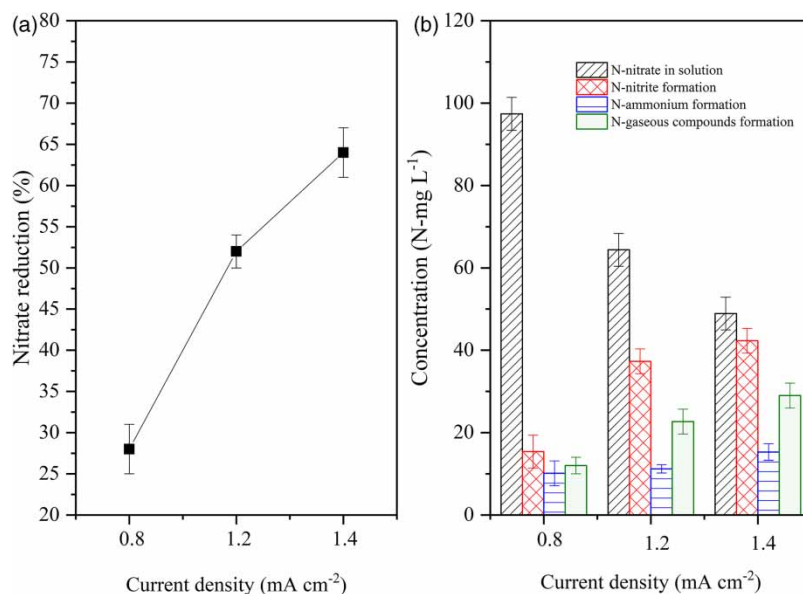 (a)
80
75
70
65
60
55
50
45
40
35
30
25
20
Nitrate reduction (%)
0.8 1.2 1.4
Current density (mA cm⁻²)
(b)
120
100
80
60
40
20
0
Concentration (N-mg L⁻¹)
N-nitrate in solution
N-nitrite formation
N-ammonium formation
N-gaseous compounds formation
0.8 1.2 1.4
Current density (mA cm⁻²)